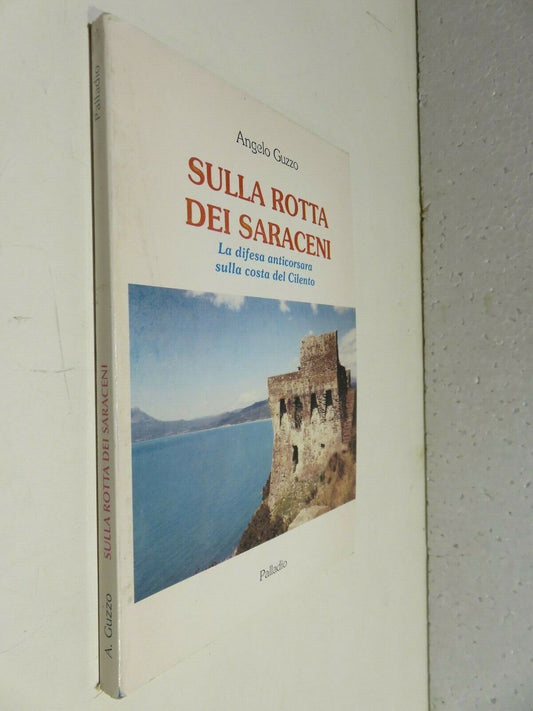 Angelo Guzzo
SULLA ROTTA
DEI SARACENI
La difesa anticorsara
sulla costa del Cilento
Palladio
A. Guzzo SULLA ROTTA DEI SARACENI Palladio